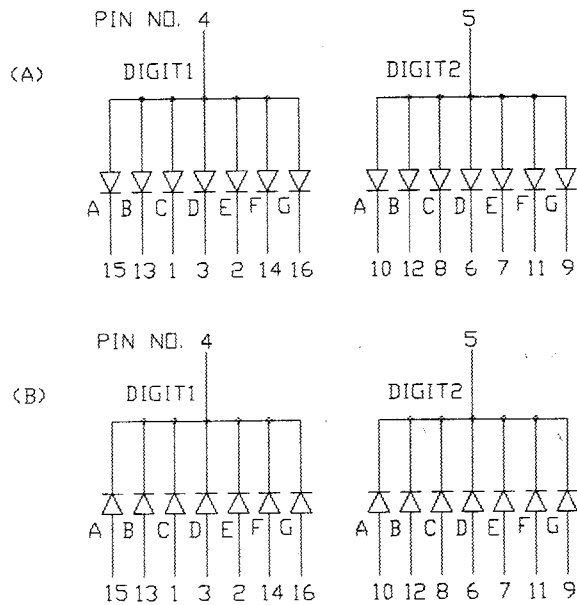 PIN NO. 4 5
(A) DIGIT1 DIGIT2
A B C D E F G A B C D E F G
15 13 1 3 2 14 16 10 12 8 6 7 11 9
PIN NO. 4 5
(B) DIGIT1 DIGIT2
A B C D E F G A B C D E F G
15 13 1 3 2 14 16 10 12 8 6 7 11 9